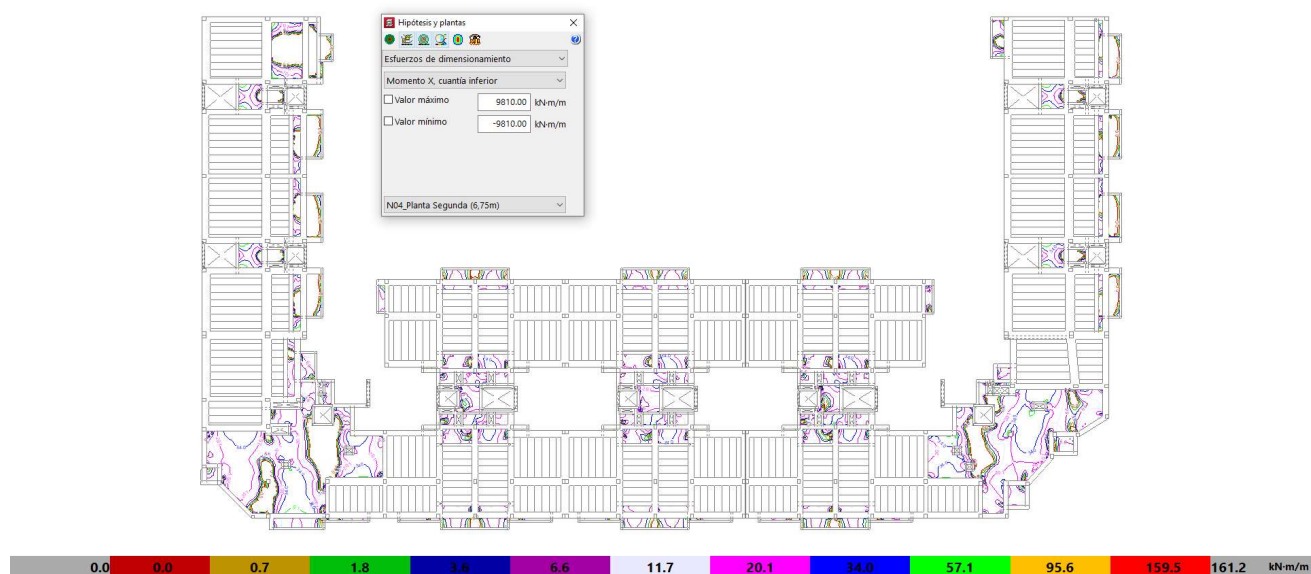 Hipótesis y plantas
Esfuerzos de dimensionamiento
Momento X, cuantía inferior
Valor máximo 9810.00 kN·m/m
Valor mínimo -9810.00 kN·m/m
N04_Planta Segunda (6,75m)
0.0 0.0 0.7 1.8 3.6 6.6 11.7 20.1 34.0 57.1 95.6 159.5 161.2 kN·m/m